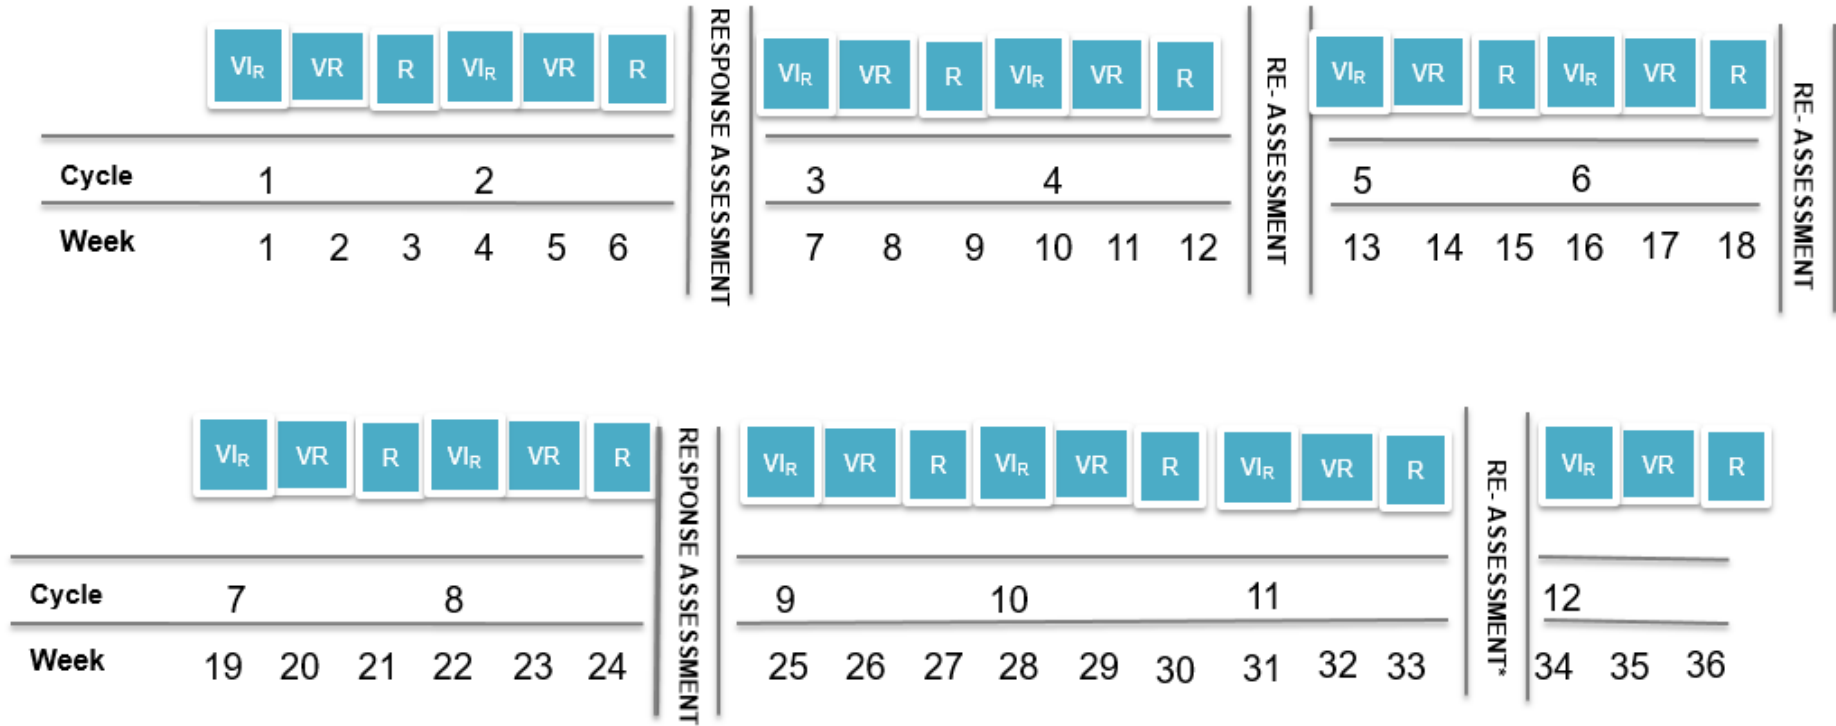 VIR VR R VIR VR R
RESPONSE ASSESSMENT
VIR VR R VIR VR R
RE- ASSESSMENT
VIR VR R VIR VR R
RE- ASSESSMENT
Cycle 1 2 3 4 5 6
Week 1 2 3 4 5 6 7 8 9 10 11 12 13 14 15 16 17 18
VIR VR R VIR VR R
RESPONSE ASSESSMENT
VIR VR R VIR VR R VIR VR R
RE- ASSESSMENT*
VIR VR R
Cycle 7 8 9 10 11 12
Week 19 20 21 22 23 24 25 26 27 28 29 30 31 32 33 34 35 36